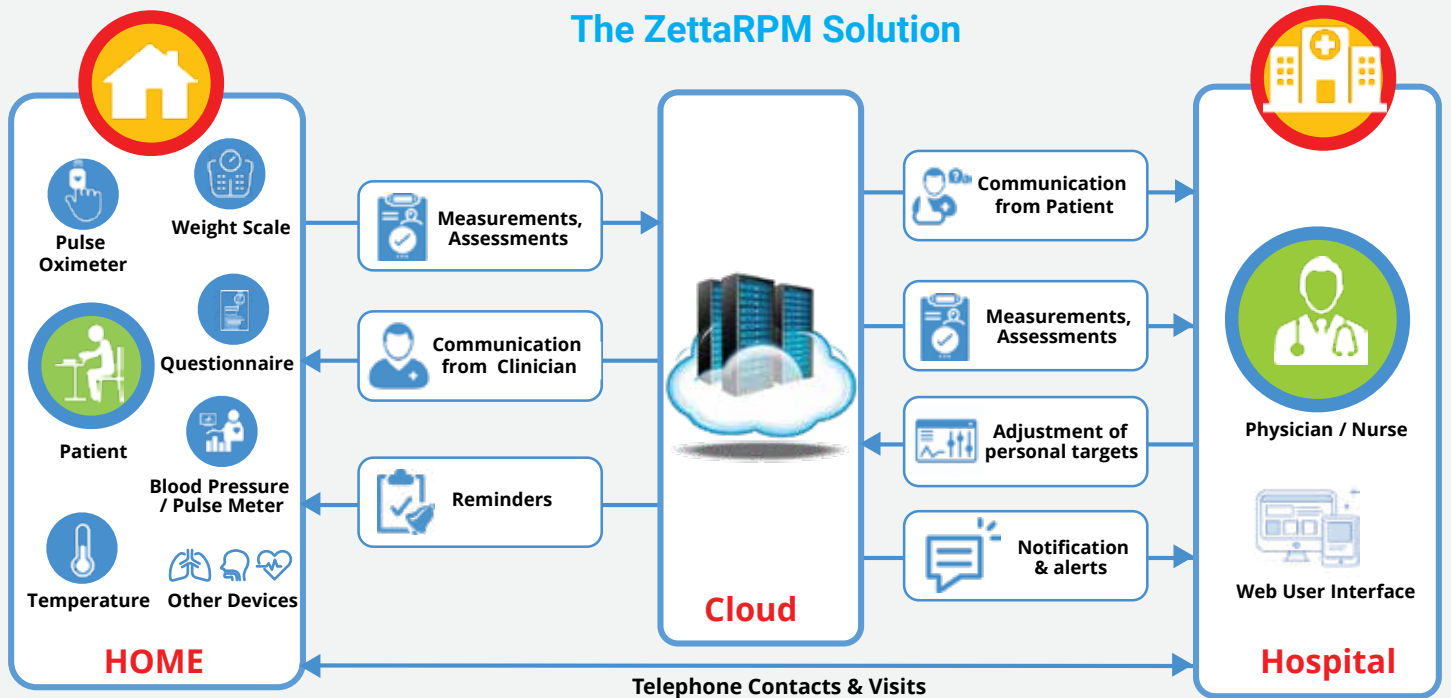 The ZettaRPM Solution
Pulse
Oximeter
Weight Scale
Questionnaire
Patient
Blood Pressure
/ Pulse Meter
Temperature
Other Devices
HOME
Measurements,
Assessments
Communication
from Clinician
Reminders
Cloud
Communication
from Patient
Measurements,
Assessments
Adjustment of
personal targets
Notification
& alerts
Physician / Nurse
Web User Interface
Hospital
Telephone Contacts & Visits